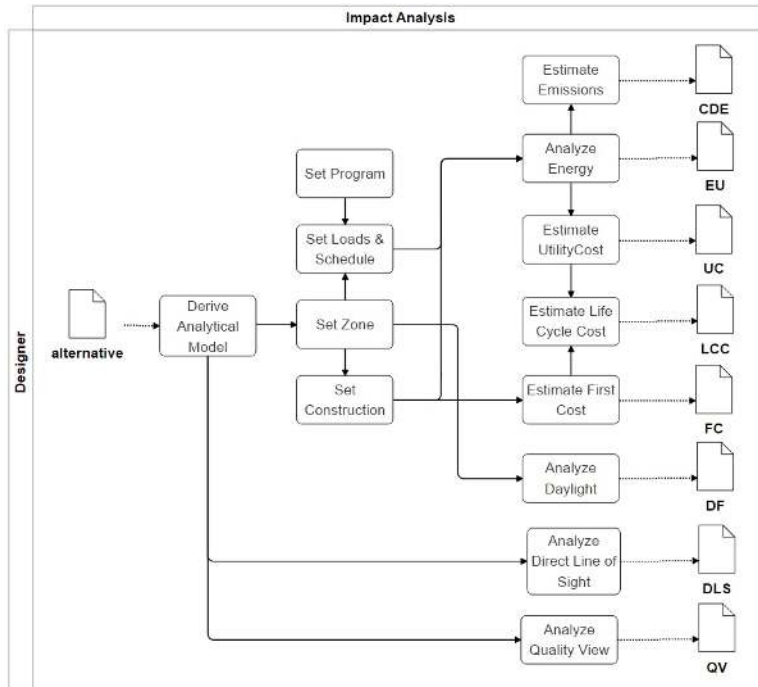 Impact Analysis
Designer
alternative
Derive
Analytical
Model
Set Program
Set Loads &
Schedule
Set Zone
Set
Construction
Estimate
Emissions
Analyze
Energy
Estimate
UtilityCost
Estimate Life
Cycle Cost
Estimate First
Cost
Analyze
Daylight
Analyze
Direct Line of
Sight
Analyze
Quality View
CDE
EU
UC
LCC
FC
DF
DLS
QV